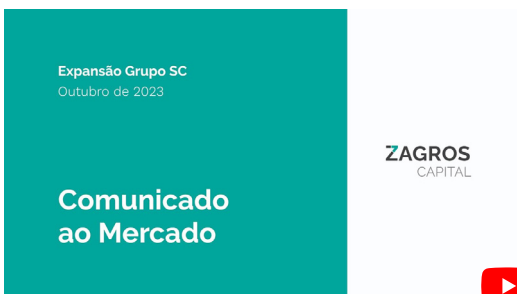 Expansão Grupo SC
Outubro de 2023
Comunicado
ao Mercado
ZAGROS
CAPITAL